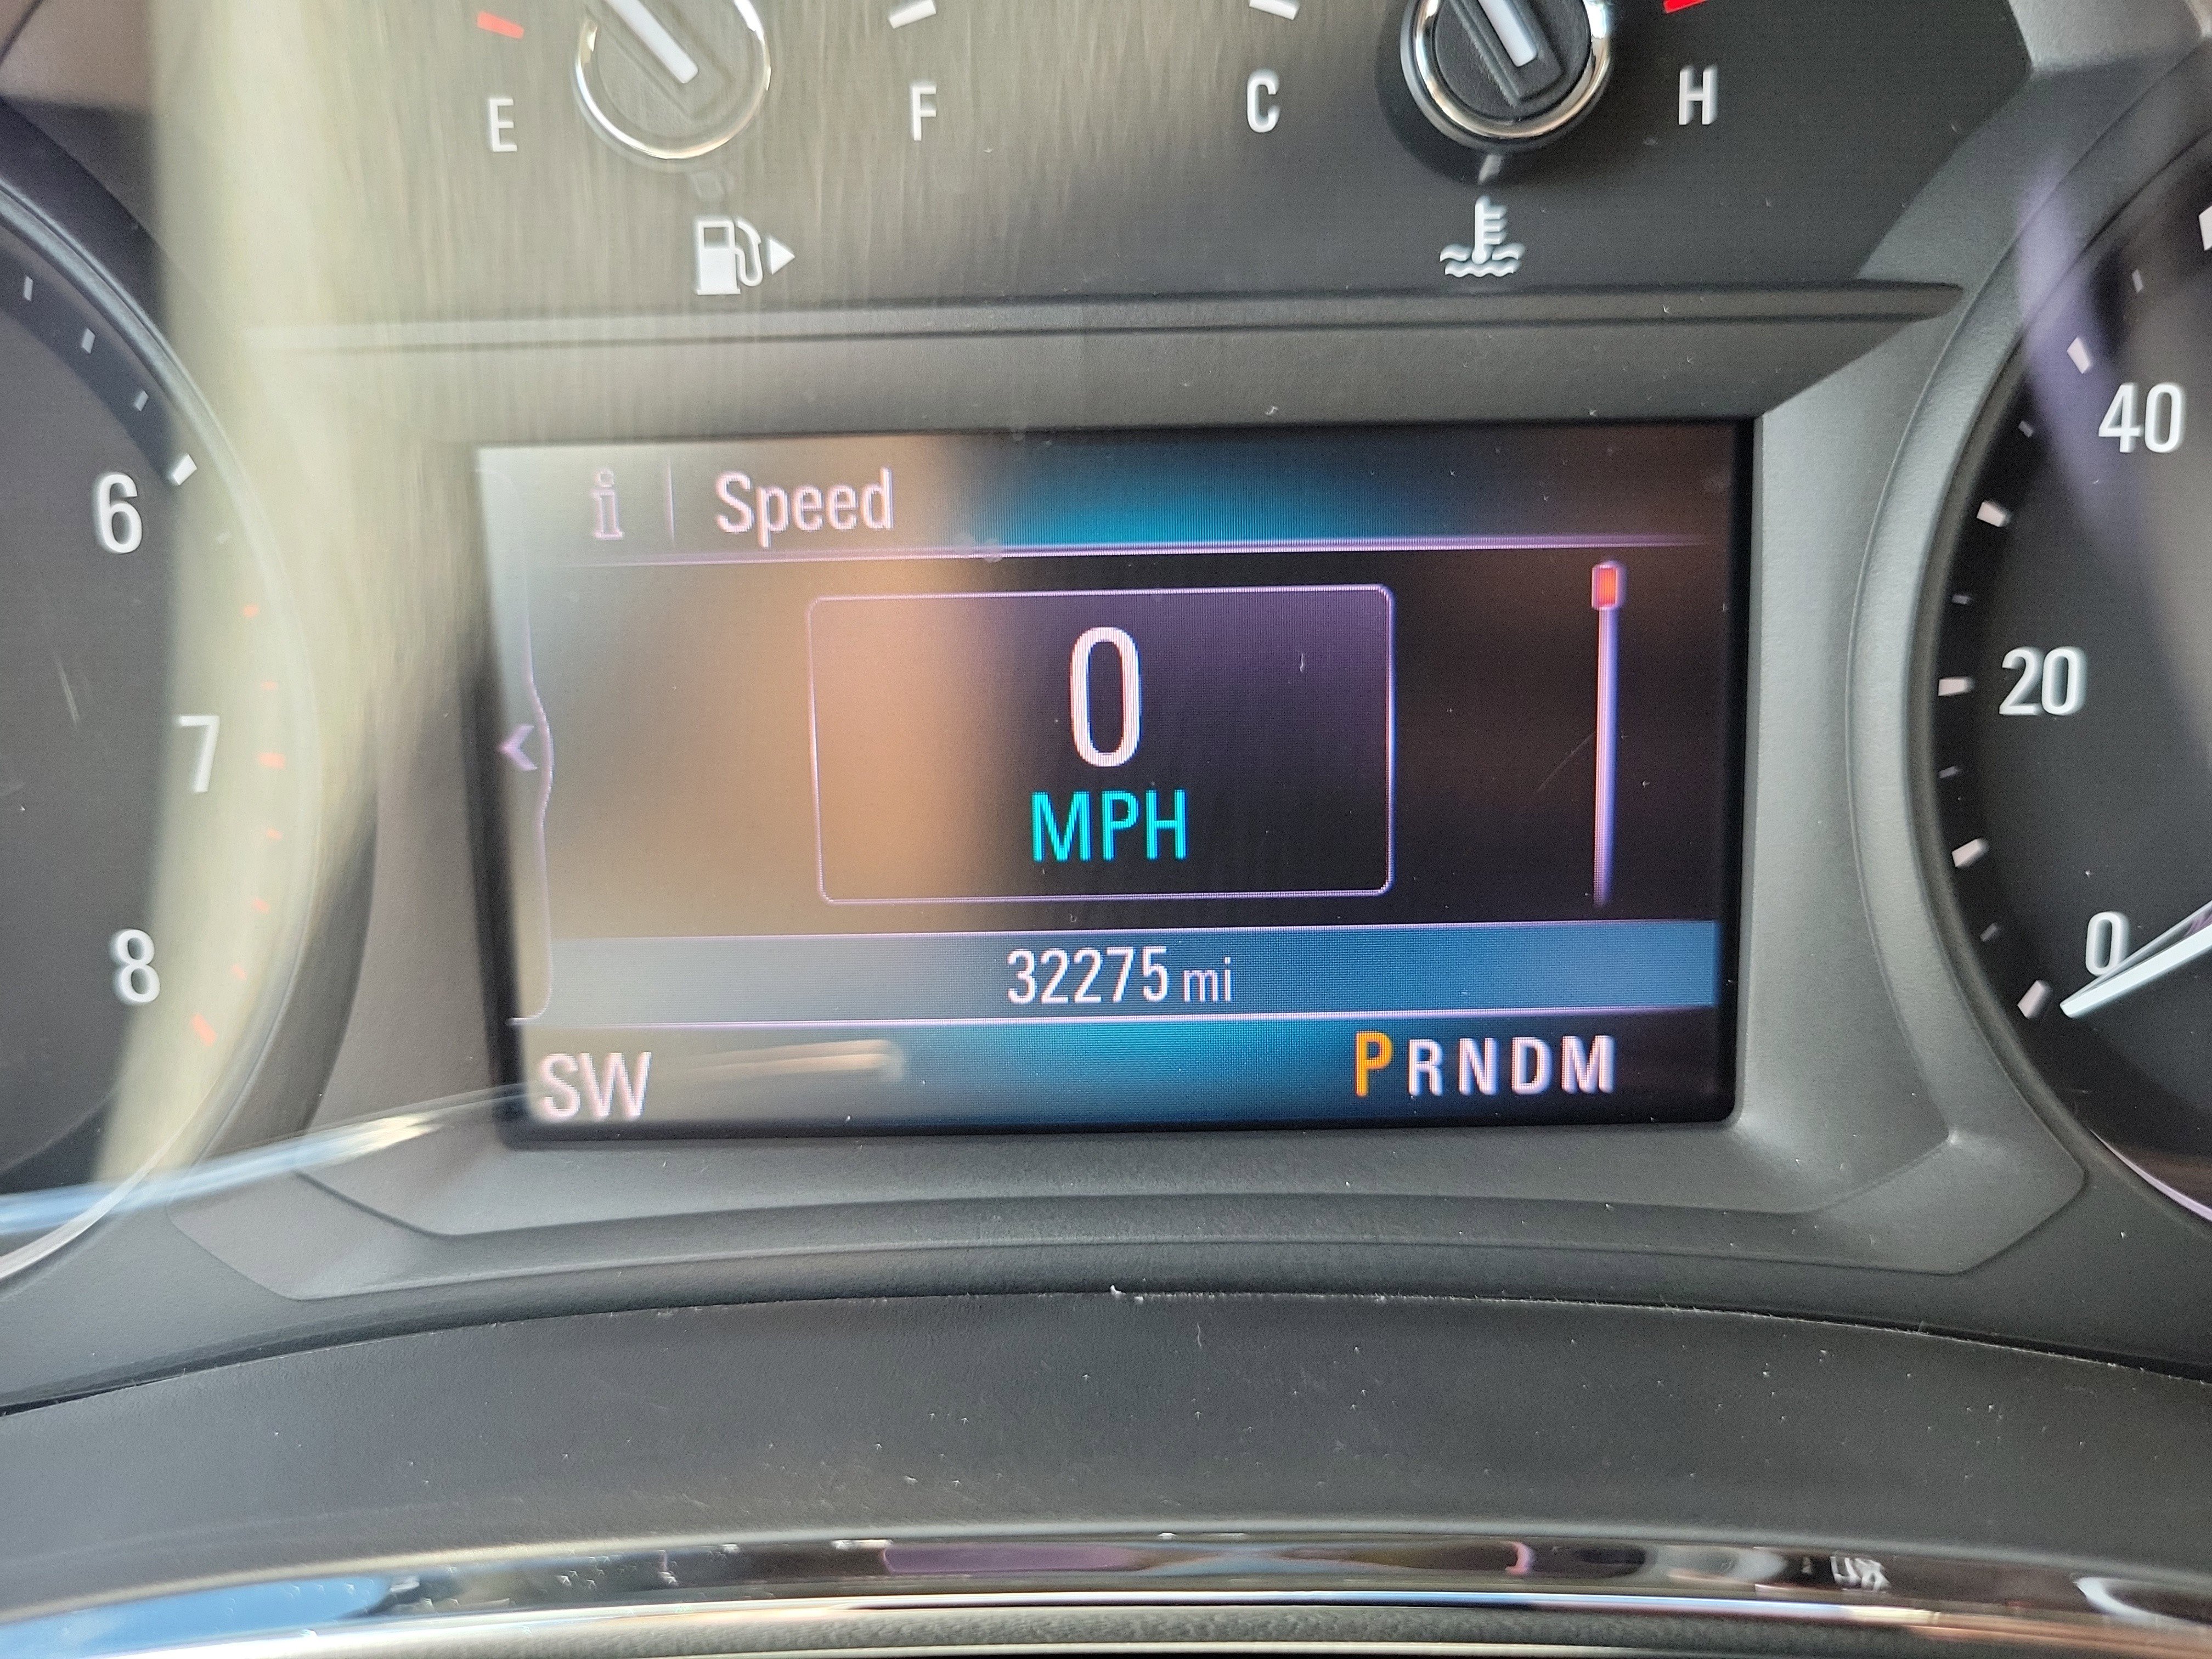 E F C H
i Speed
6 40
0
MPH
7 20
32275 mi
8 0
SW PRNDM